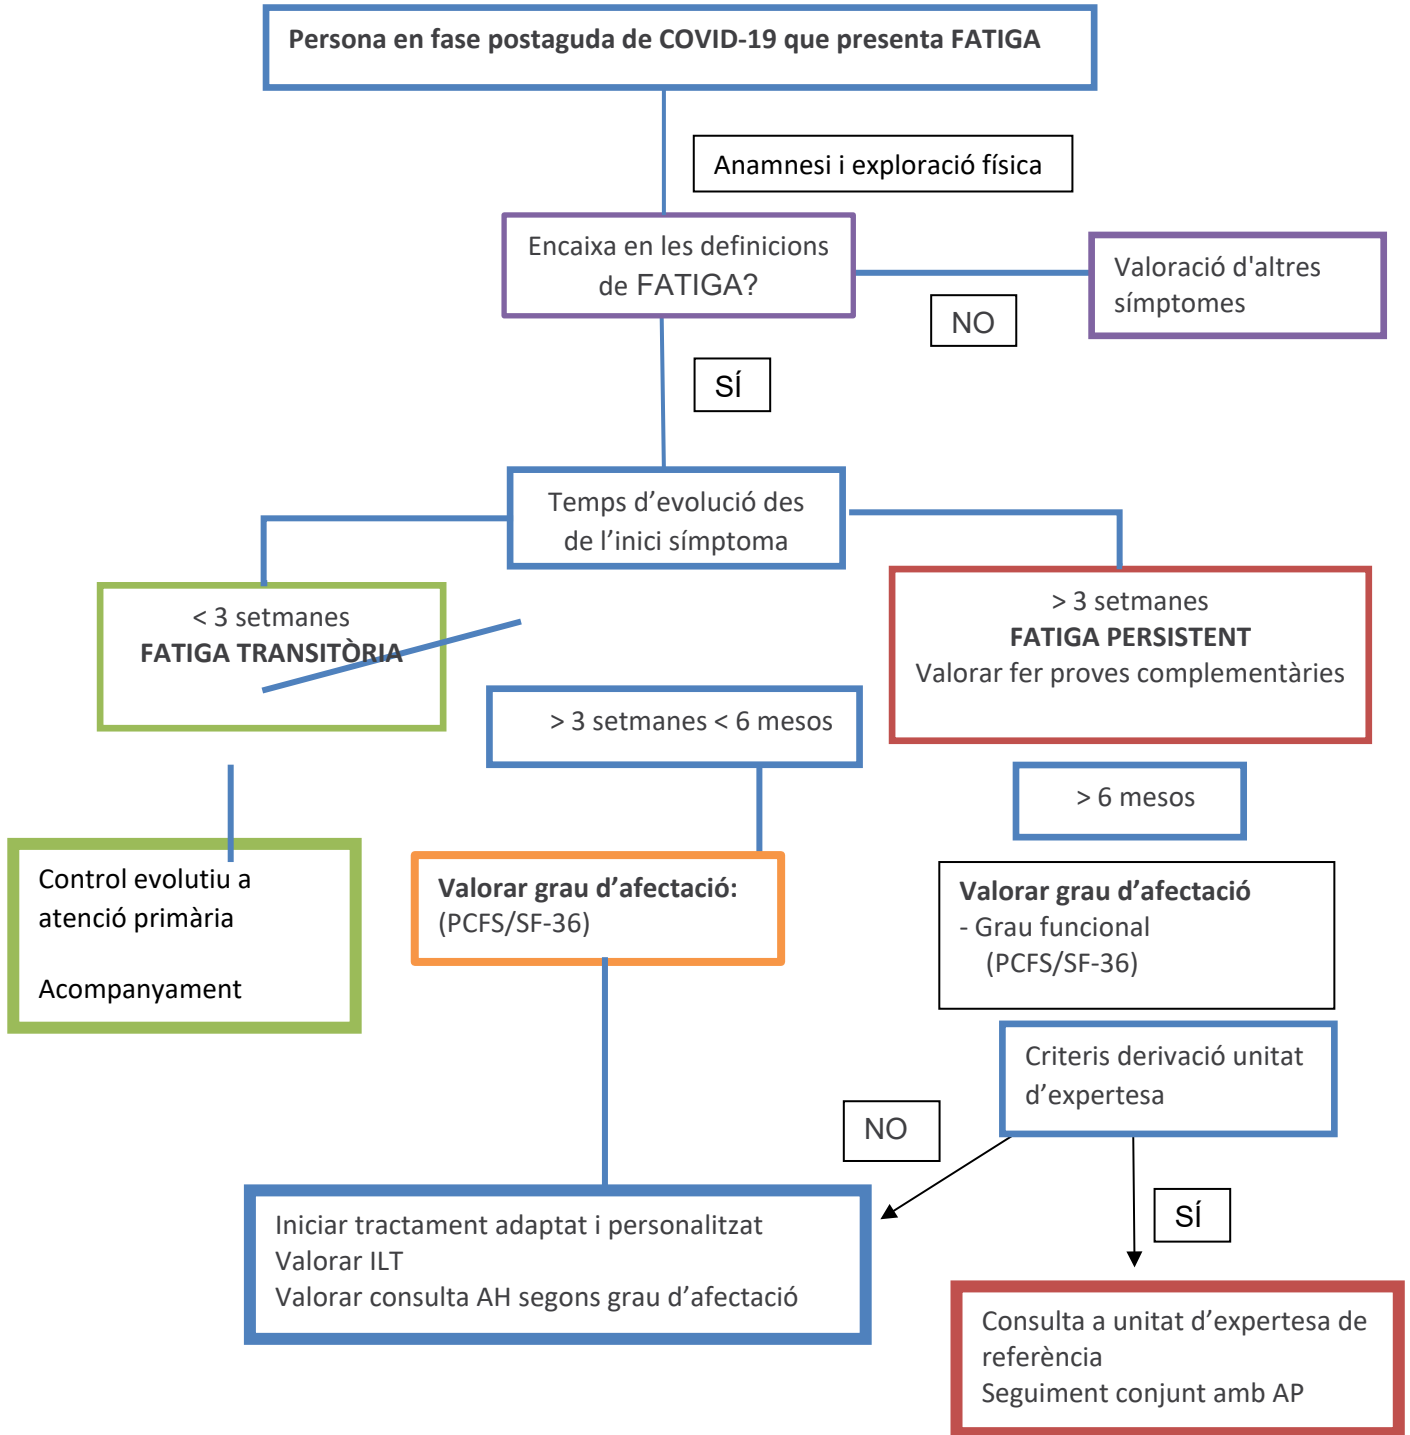 Persona en fase postaguda de COVID-19 que presenta FATIGA
Anamnesi i exploració física
Encaixa en les definicions
de FATIGA?
Valoració d'altres
símptomes
NO
SÍ
Temps d’evolució des
de l’inici símptoma
< 3 setmanes
FATIGA TRANSITÒRIA
> 3 setmanes
FATIGA PERSISTENT
Valorar fer proves complementàries
> 3 setmanes < 6 mesos
> 6 mesos
Control evolutiu a
atenció primària
Acompanyament
Valorar grau d’afectació:
(PCFS/SF-36)
Valorar grau d’afectació
- Grau funcional
(PCFS/SF-36)
Criteris derivació unitat
d’expertesa
NO
SÍ
Iniciar tractament adaptat i personalitzat
Valorar ILT
Valorar consulta AH segons grau d’afectació
Consulta a unitat d’expertesa de
referència
Seguiment conjunt amb AP